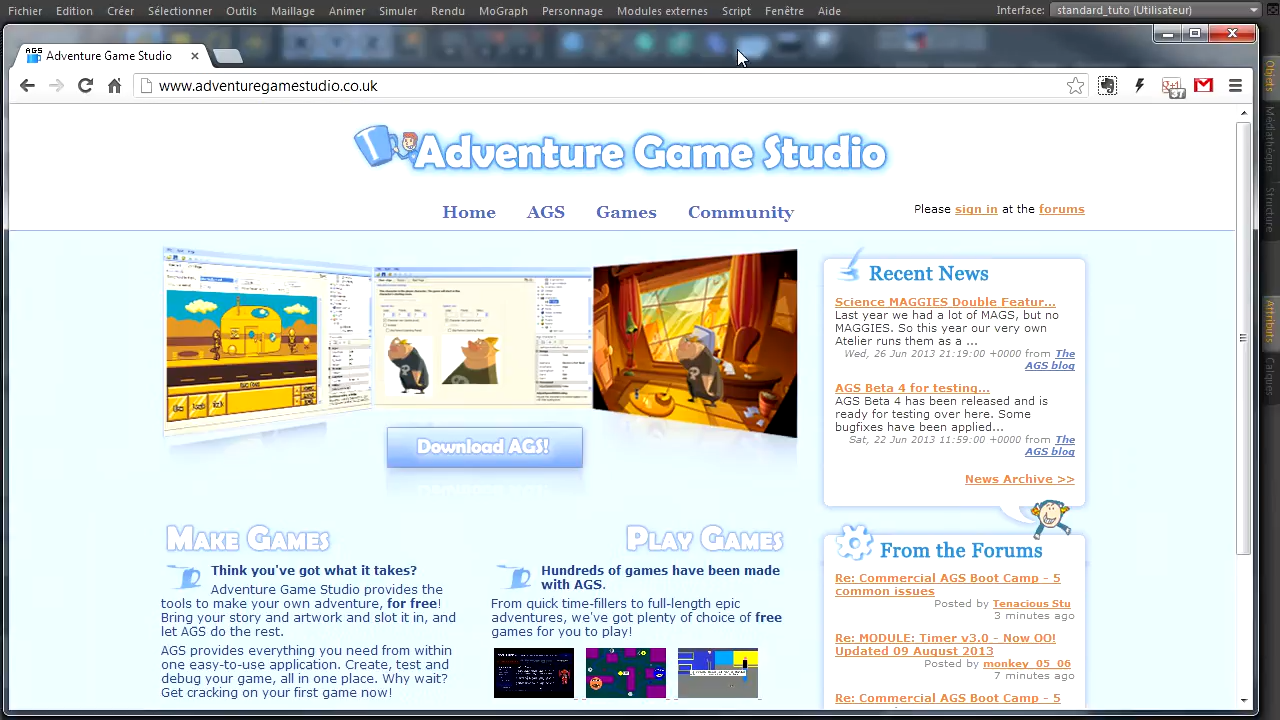 Fichier Edition Créer Sélectionner Outils Maillage Animer Simuler Rendu MoGraph Personnage Modules externes Script Fenêtre Aide Interface: standard_tuto (Utilisateur)
AGS Adventure Game Studio
www.adventuregamestudio.co.uk
37
Objets
Médiathèque
Structure
Attributs
Calques
Adventure Game Studio
Home AGS Games Community
Please sign in at the forums
Download AGS!
Recent News
Science MAGGIES Double Featur...
Last year we had a lot of MAGS, but no
MAGGIES. So this year our very own
Atelier runs them as a ...
Wed, 26 Jun 2013 21:19:00 +0000 from The
AGS blog
AGS Beta 4 for testing...
AGS Beta 4 has been released and is
ready for testing over here. Some
bugfixes have been applied...
Sat, 22 Jun 2013 11:59:00 +0000 from The
AGS blog
News Archive >>
Make Games
Think you've got what it takes?
Adventure Game Studio provides the
tools to make your own adventure, for free!
Bring your story and artwork and slot it in, and
let AGS do the rest.
AGS provides everything you need from within
one easy-to-use application. Create, test and
debug your game, all in one place. Why wait?
Get cracking on your first game now!
Play Games
Hundreds of games have been made
with AGS.
From quick time-fillers to full-length epic
adventures, we've got plenty of choice of free
games for you to play!
From the Forums
Re: Commercial AGS Boot Camp - 5
common issues
Posted by Tenacious Stu
3 minutes ago
Re: MODULE: Timer v3.0 - Now OO!
Updated 09 August 2013
Posted by monkey_05_06
7 minutes ago
Re: Commercial AGS Boot Camp - 5